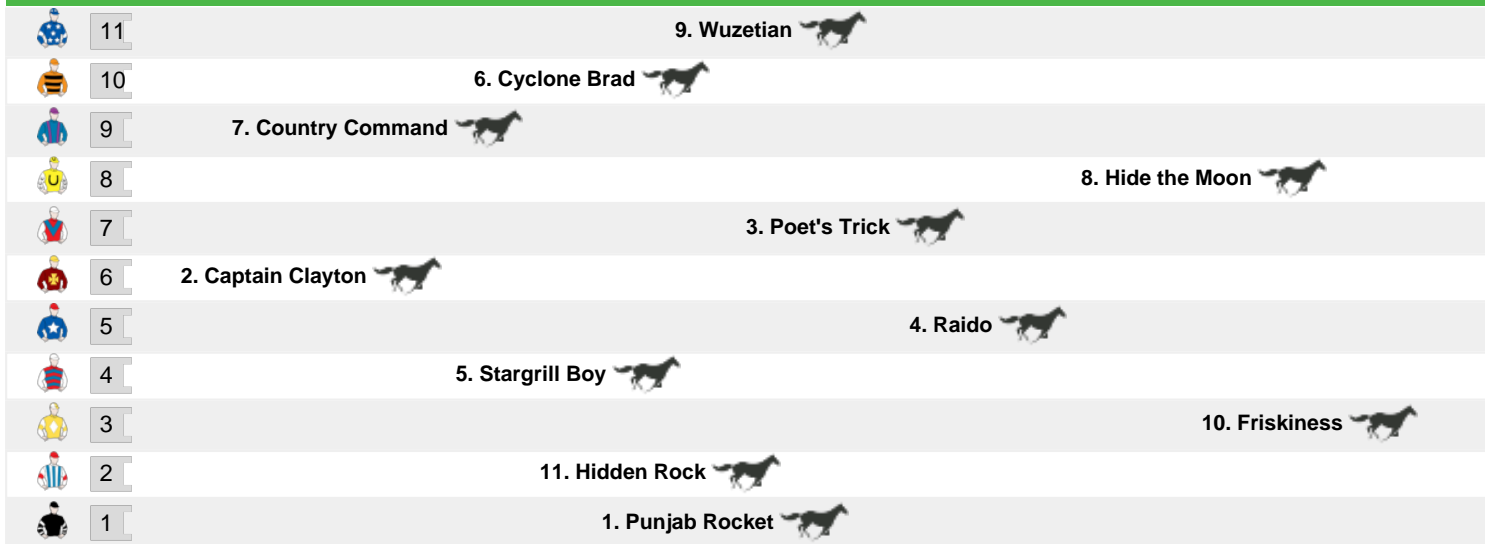 11 9. Wuzetian
10 6. Cyclone Brad
9 7. Country Command
8 8. Hide the Moon
7 3. Poet's Trick
6 2. Captain Clayton
5 4. Raido
4 5. Stargrill Boy
3 10. Friskiness
2 11. Hidden Rock
1 1. Punjab Rocket